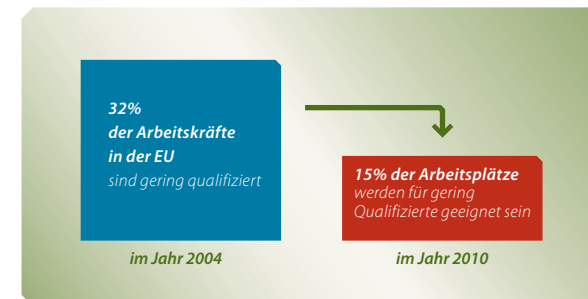 32%
der Arbeitskräfte
in der EU
sind gering qualifiziert
15% der Arbeitsplätze
werden für gering
Qualifizierte geeignet sein
im Jahr 2004
im Jahr 2010